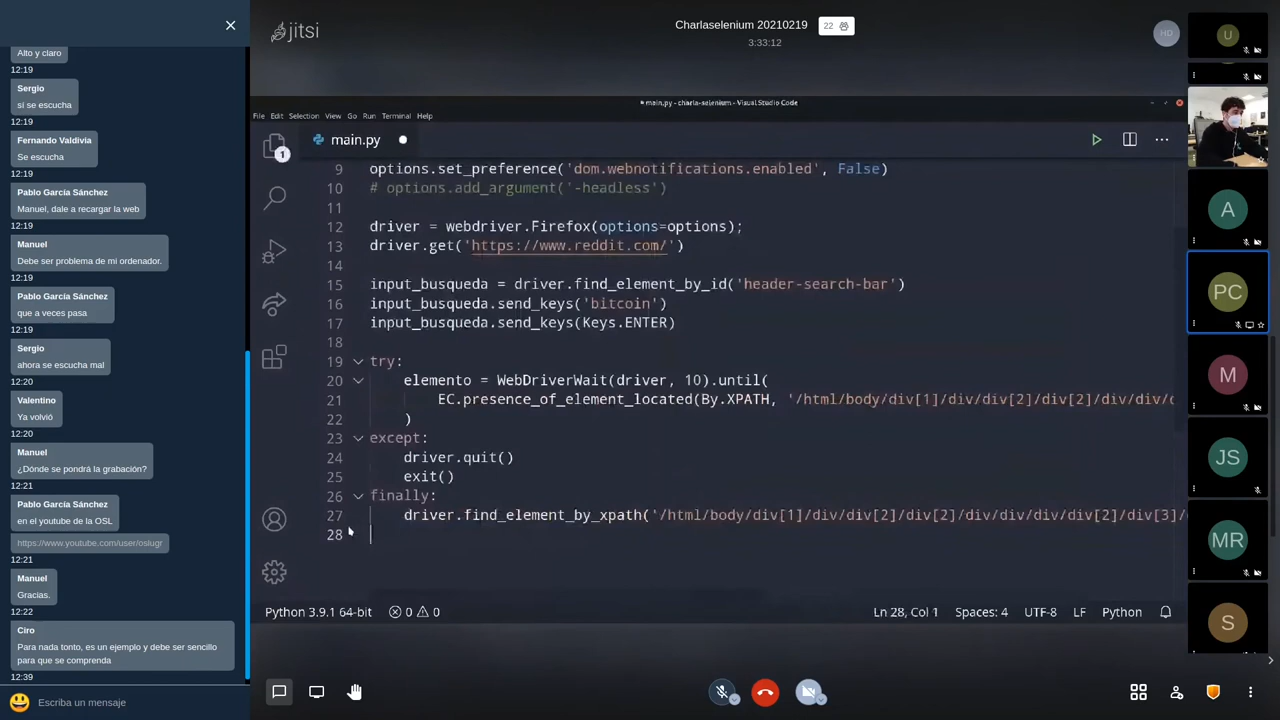 Alto y claro
12:19
Sergio
sí se escucha
12:19
Fernando Valdivia
Se escucha
12:19
Pablo García Sánchez
Manuel, dale a recargar la web
12:19
Manuel
Debe ser problema de mi ordenador.
12:19
Pablo García Sánchez
que a veces pasa
12:19
Sergio
ahora se escucha mal
12:20
Valentino
Ya volvió
12:20
Manuel
¿Dónde se pondrá la grabación?
12:21
Pablo García Sánchez
en el youtube de la OSL
https://www.youtube.com/user/oslugr
12:21
Manuel
Gracias.
12:22
Ciro
Para nada tonto, es un ejemplo y debe ser sencillo
para que se comprenda
12:39
Escriba un mensaje
jitsi
Charlaselenium 20210219
22
3:33:12
HD
* main.py - charla-selenium - Visual Studio Code
File Edit Selection View Go Run Terminal Help
1
main.py
9 options.set_preference('dom.webnotifications.enabled', False)
10 # options.add_argument('-headless')
11
12 driver = webdriver.Firefox(options=options);
13 driver.get('https://www.reddit.com/')
14
15 input_busqueda = driver.find_element_by_id('header-search-bar')
16 input_busqueda.send_keys('bitcoin')
17 input_busqueda.send_keys(Keys.ENTER)
18
19 try:
20 elemento = WebDriverWait(driver, 10).until(
21 EC.presence_of_element_located(By.XPATH, '/html/body/div[1]/div/div[2]/div[2]/div/div/d
22 )
23 except:
24 driver.quit()
25 exit()
26 finally:
27 driver.find_element_by_xpath('/html/body/div[1]/div/div[2]/div[2]/div/div/div/div[2]/div[3]/
28
Python 3.9.1 64-bit 0 0 Ln 28, Col 1 Spaces: 4 UTF-8 LF Python
U
A
PC
M
JS
MR
S